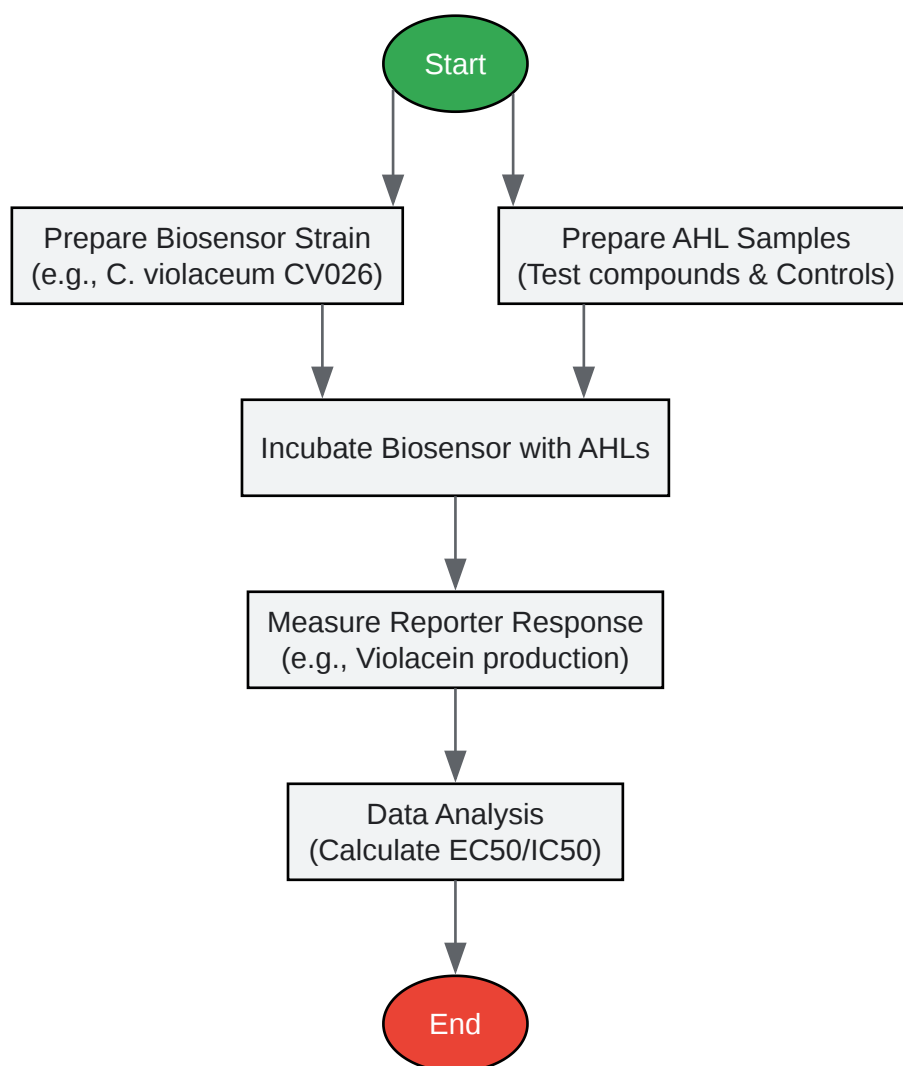 Start
Prepare Biosensor Strain
(e.g., C. violaceum CV026)
Prepare AHL Samples
(Test compounds & Controls)
Incubate Biosensor with AHLs
Measure Reporter Response
(e.g., Violacein production)
Data Analysis
(Calculate EC50/IC50)
End